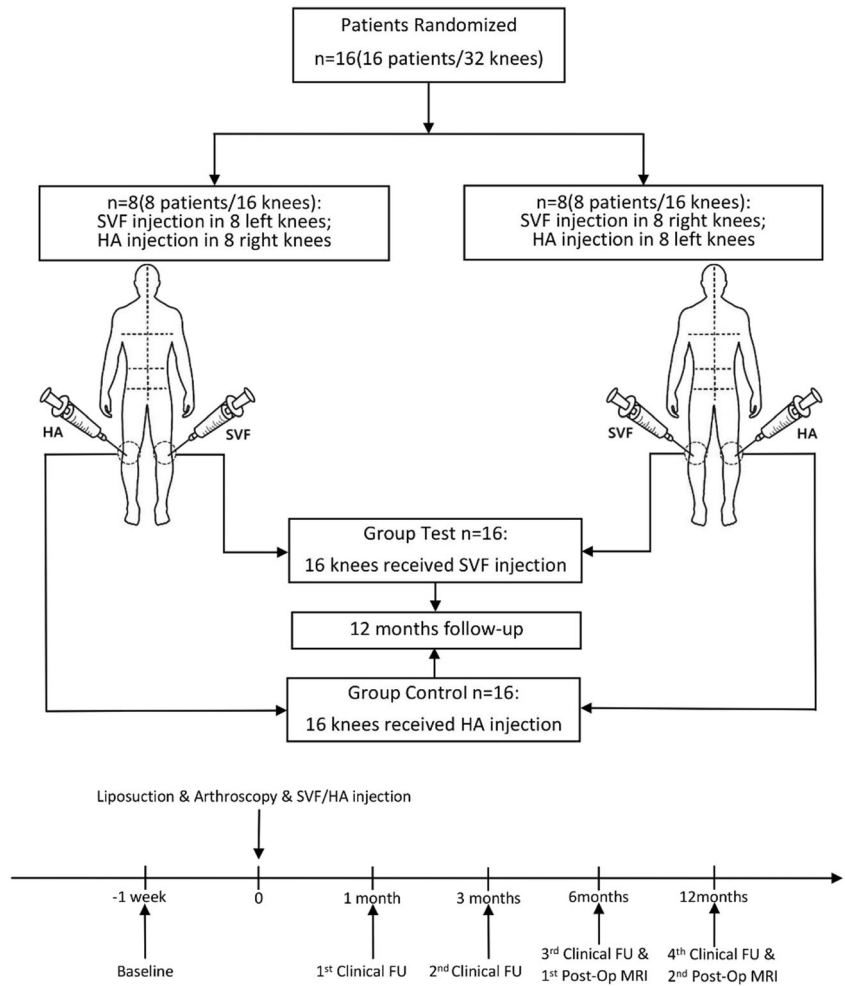 Patients Randomized
n=16(16 patients/32 knees)
n=8(8 patients/16 knees):
SVF injection in 8 left knees;
HA injection in 8 right knees
n=8(8 patients/16 knees):
SVF injection in 8 right knees;
HA injection in 8 left knees
HA
SVF
SVF
HA
Group Test n=16:
16 knees received SVF injection
12 months follow-up
Group Control n=16:
16 knees received HA injection
Liposuction & Arthroscopy & SVF/HA injection
-1 week
0
1 month
3 months
6months
12months
Baseline
1st Clinical FU
2nd Clinical FU
3rd Clinical FU &
1st Post-Op MRI
4th Clinical FU &
2nd Post-Op MRI